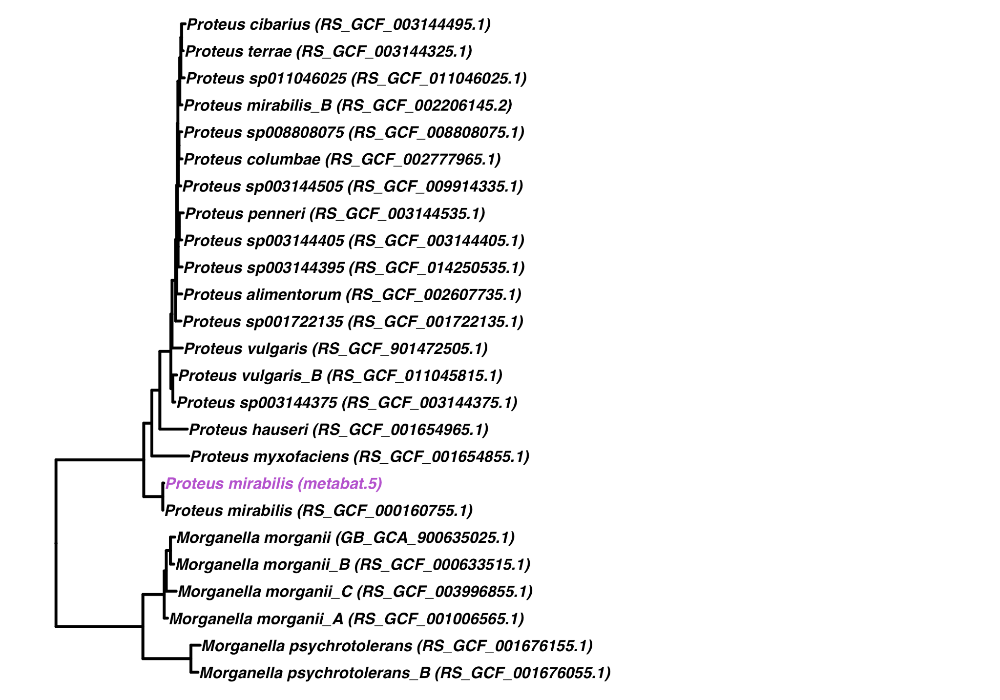 Proteus cibarius (RS_GCF_003144495.1)
Proteus terrae (RS_GCF_003144325.1)
Proteus sp011046025 (RS_GCF_011046025.1)
Proteus mirabilis_B (RS_GCF_002206145.2)
Proteus sp008808075 (RS_GCF_008808075.1)
Proteus columbae (RS_GCF_002777965.1)
Proteus sp003144505 (RS_GCF_009914335.1)
Proteus penneri (RS_GCF_003144535.1)
Proteus sp003144405 (RS_GCF_003144405.1)
Proteus sp003144395 (RS_GCF_014250535.1)
Proteus alimentorum (RS_GCF_002607735.1)
Proteus sp001722135 (RS_GCF_001722135.1)
Proteus vulgaris (RS_GCF_901472505.1)
Proteus vulgaris_B (RS_GCF_011045815.1)
Proteus sp003144375 (RS_GCF_003144375.1)
Proteus hauseri (RS_GCF_001654965.1)
Proteus myxofaciens (RS_GCF_001654855.1)
Proteus mirabilis (metabat.5)
Proteus mirabilis (RS_GCF_000160755.1)
Morganella morganii (GB_GCA_900635025.1)
Morganella morganii_B (RS_GCF_000633515.1)
Morganella morganii_C (RS_GCF_003996855.1)
Morganella morganii_A (RS_GCF_001006565.1)
Morganella psychrotolerans (RS_GCF_001676155.1)
Morganella psychrotolerans_B (RS_GCF_001676055.1)